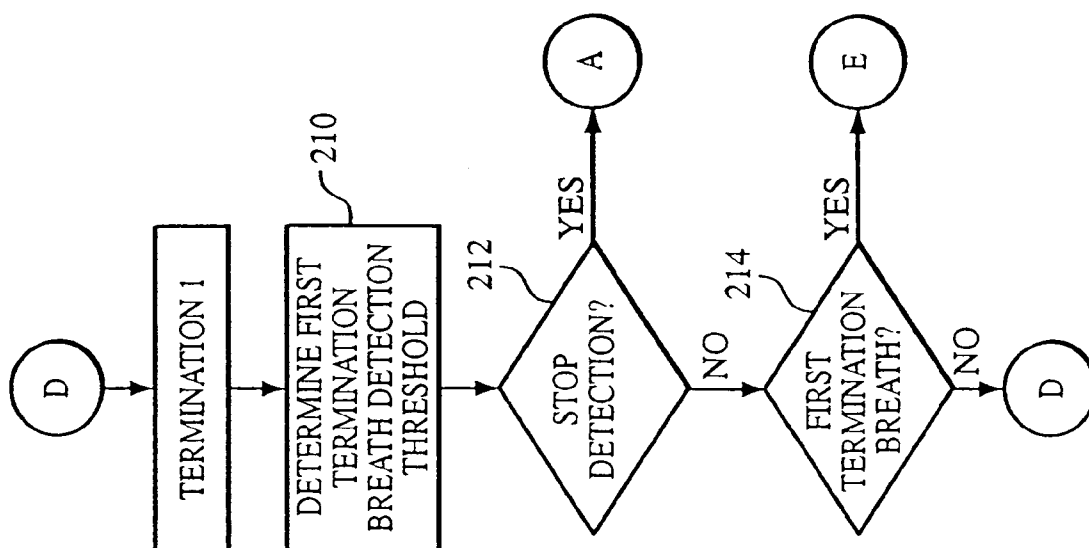 D
TERMINATION 1
210
DETERMINE FIRST
TERMINATION
BREATH DETECTION
THRESHOLD
212
STOP
DETECTION?
YES
A
NO
214
FIRST
TERMINATION
BREATH?
YES
E
NO
D